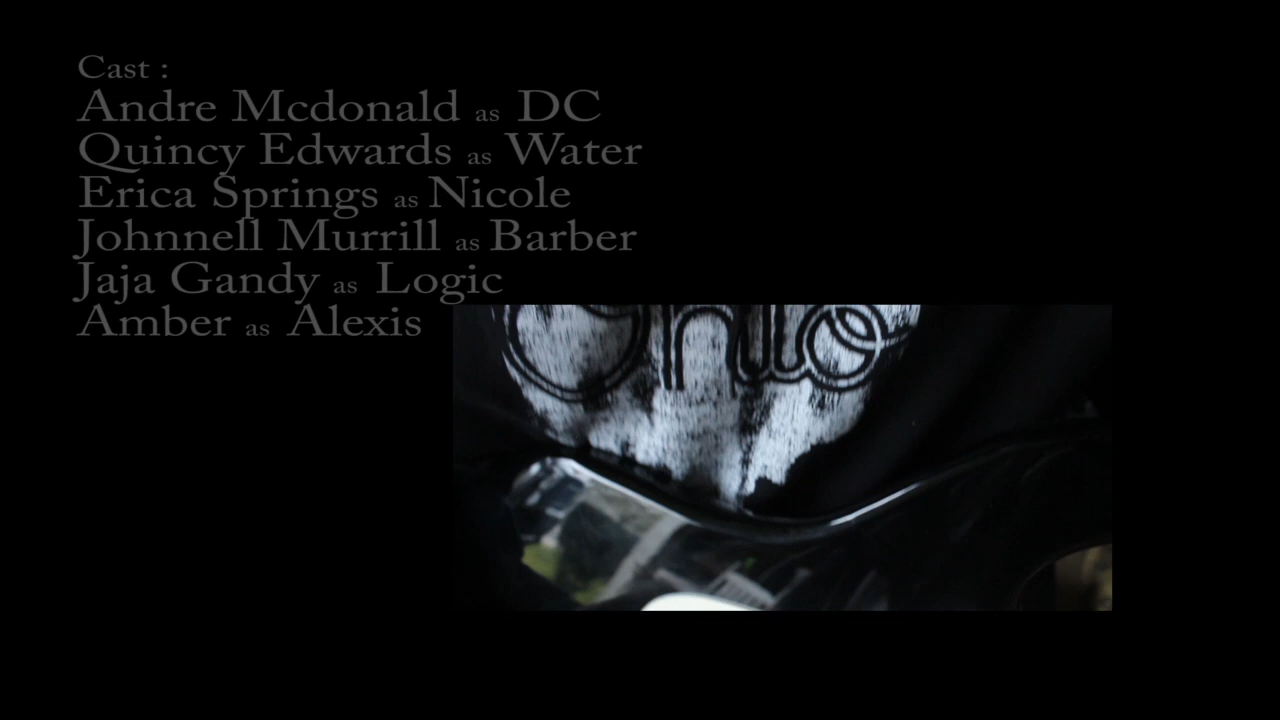 Cast :
Andre Mcdonald as DC
Quincy Edwards as Water
Erica Springs as Nicole
Johnnell Murrill as Barber
Jaja Gandy as Logic
Amber as Alexis
Ohio